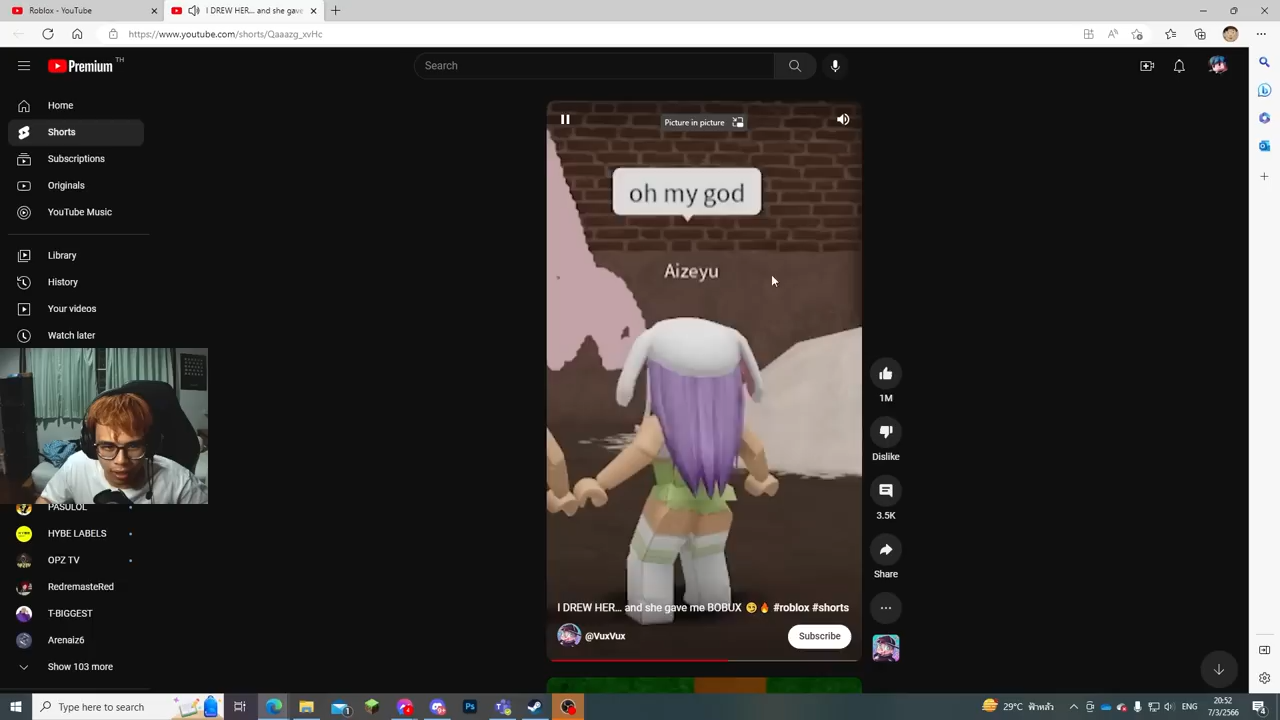 Roblox - YouTube
I DREW HER... and she gave
https://www.youtube.com/shorts/Qaaazg_xvHc
Premium TH
Search
Home
Shorts
Subscriptions
Originals
YouTube Music
Library
History
Your videos
Watch later
PASULOL
HYBE LABELS
OPZ TV
RedremasteRed
T-BIGGEST
Arenaiz6
Show 103 more
Picture in picture
oh my god
Aizeyu
I DREW HER... and she gave me BOBUX 😏🔥 #roblox #shorts
@VuxVux
Subscribe
1M
Dislike
3.5K
Share
Type here to search
29°C ฟ้าหลัว
ENG
20:52
7/3/2566